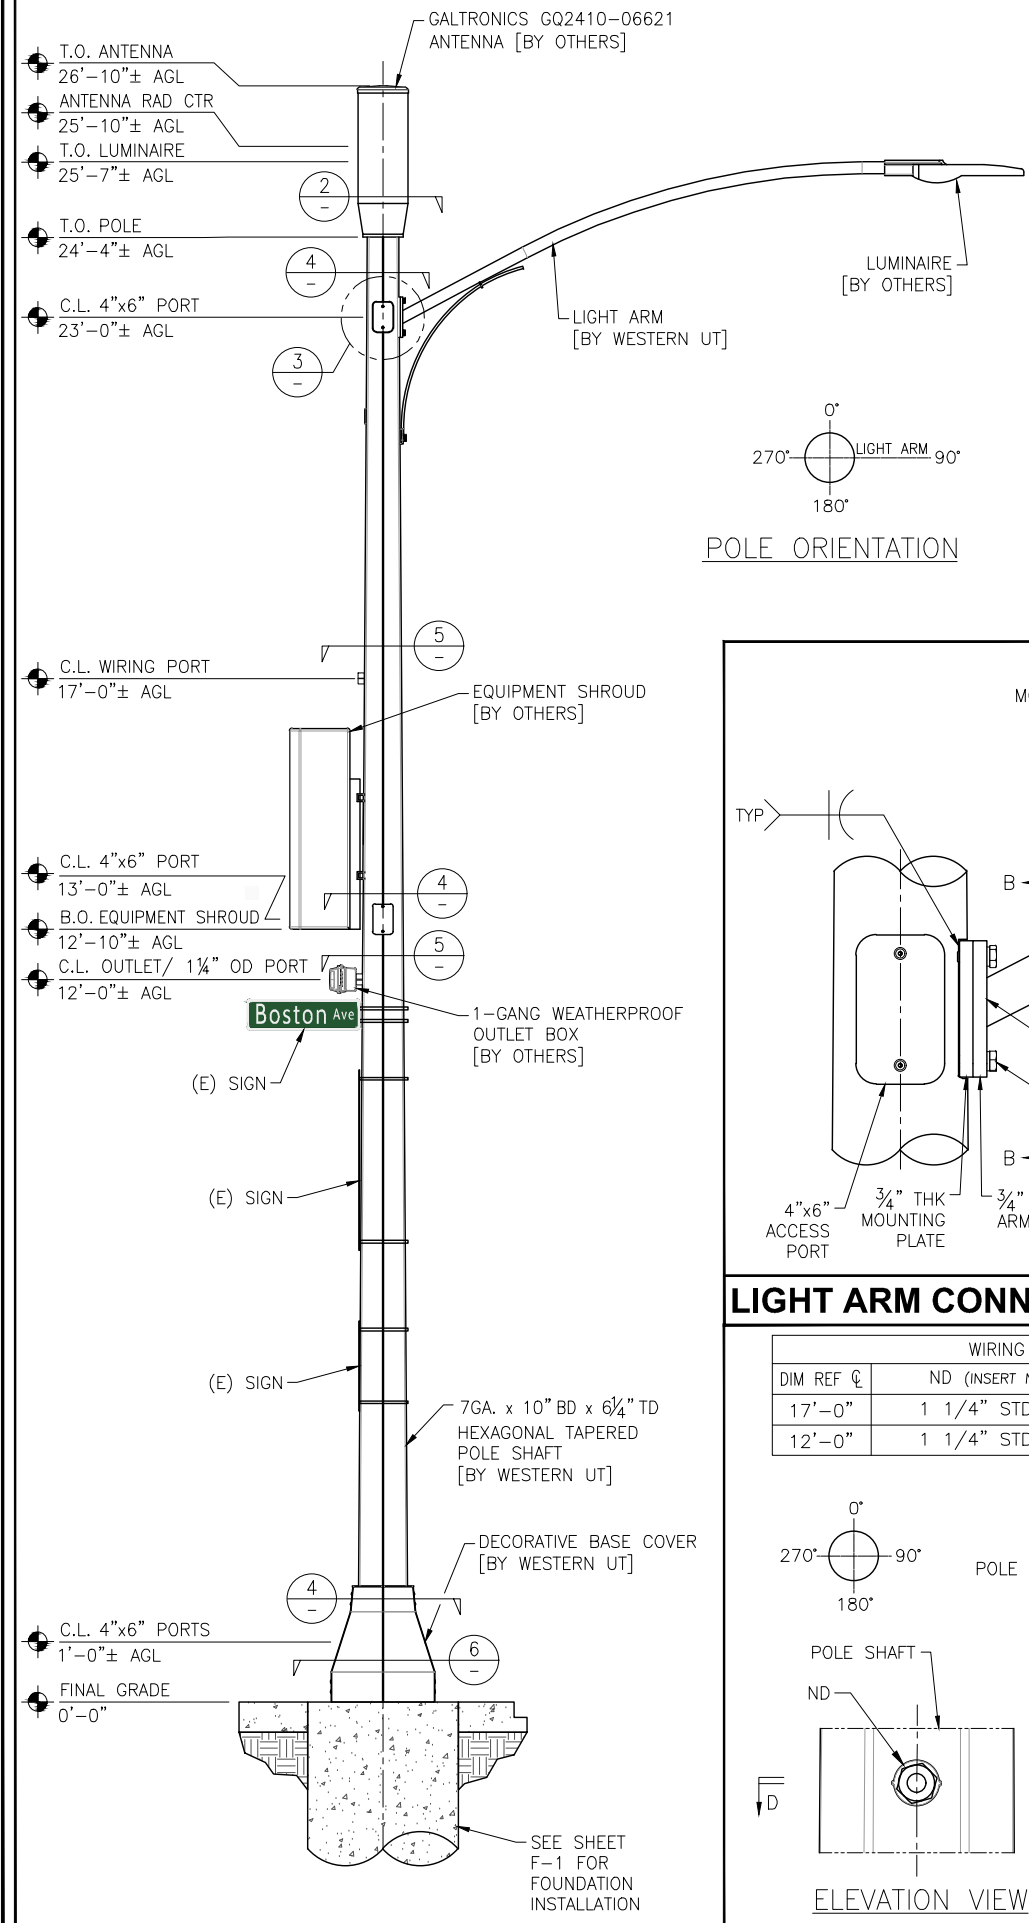 GALTRONICS GQ2410-06621
ANTENNA [BY OTHERS]
T.O. ANTENNA
26'-10"± AGL
ANTENNA RAD CTR
25'-10"± AGL
T.O. LUMINAIRE
25'-7"± AGL
2
-
T.O. POLE
24'-4"± AGL
4
-
LUMINAIRE
[BY OTHERS]
C.L. 4"x6" PORT
23'-0"± AGL
LIGHT ARM
[BY WESTERN UT]
3
-
0°
270°
LIGHT ARM
90°
180°
POLE ORIENTATION
5
-
C.L. WIRING PORT
17'-0"± AGL
EQUIPMENT SHROUD
[BY OTHERS]
TYP
C.L. 4"x6" PORT
13'-0"± AGL
4
-
B
B.O. EQUIPMENT SHROUD
12'-10"± AGL
5
-
C.L. OUTLET/ 1¼" OD PORT
12'-0"± AGL
Boston Ave
1-GANG WEATHERPROOF
OUTLET BOX
[BY OTHERS]
(E) SIGN
B
(E) SIGN
4"x6"
ACCESS
PORT
¾" THK
MOUNTING
PLATE
¾"
LIGHT ARM CONN
WIRING
DIM REF ℄
ND (INSERT
17'-0"
1 1/4"
12'-0"
1 1/4"
(E) SIGN
7GA. x 10" BD x 6¼" TD
HEXAGONAL TAPERED
POLE SHAFT
[BY WESTERN UT]
DECORATIVE BASE COVER
[BY WESTERN UT]
0°
270°
90°
180°
POLE
4
-
C.L. 4"x6" PORTS
1'-0"± AGL
6
-
FINAL GRADE
0'-0"
POLE SHAFT
ND
D
SEE SHEET
F-1 FOR
FOUNDATION
INSTALLATION
ELEVATION VIEW